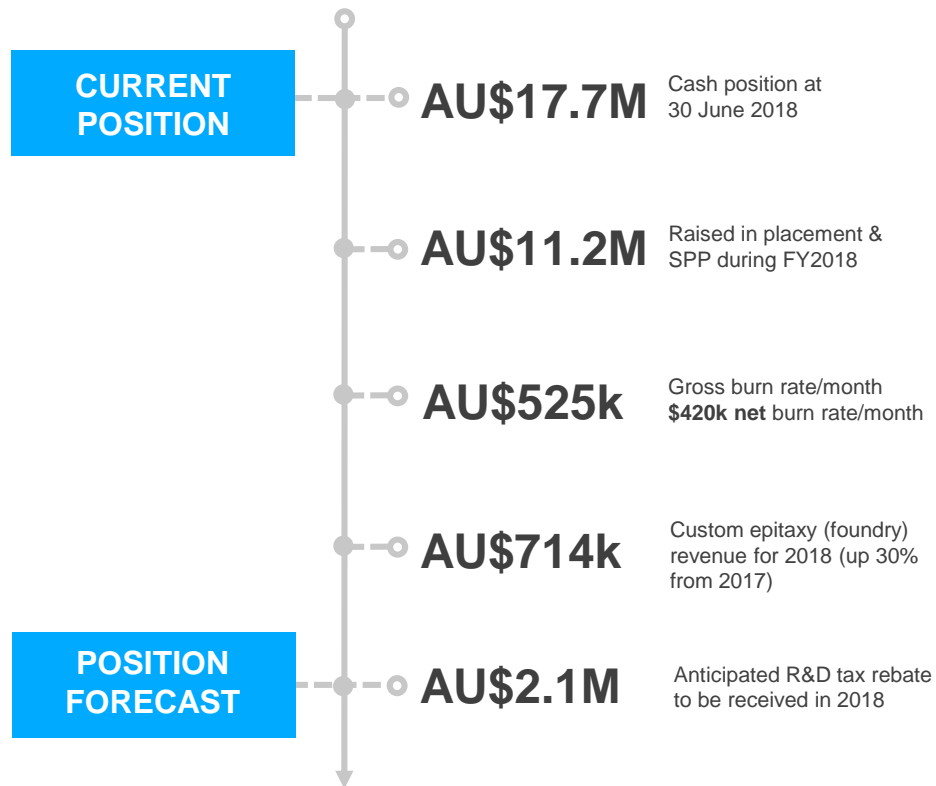 CURRENT
POSITION
AU$17.7M
Cash position at
30 June 2018
AU$11.2M
Raised in placement &
SPP during FY2018
AU$525k
Gross burn rate/month
$420k net burn rate/month
AU$714k
Custom epitaxy (foundry)
revenue for 2018 (up 30%
from 2017)
POSITION
FORECAST
AU$2.1M
Anticipated R&D tax rebate
to be received in 2018